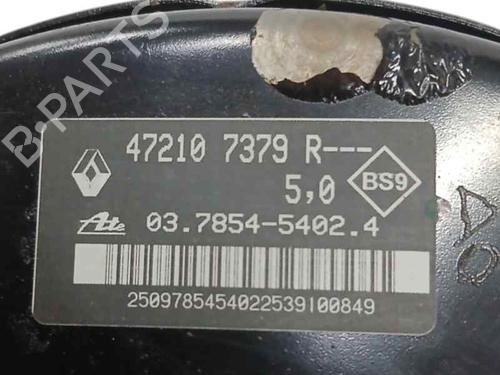 B-PARTS
47210 7379 R---
5,0
BS9
Ate 03.7854-5402.4
2509785454022539100849